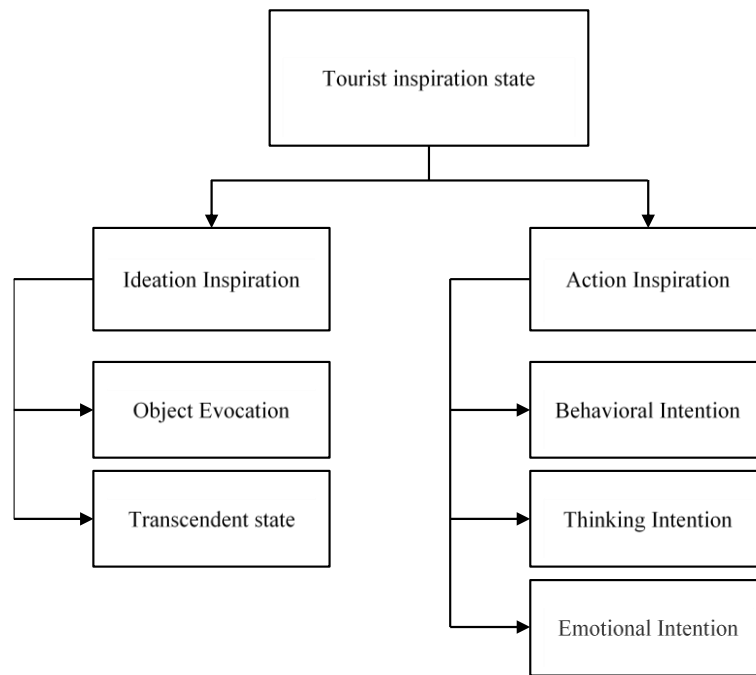 Tourist inspiration state
Ideation Inspiration
Action Inspiration
Object Evocation
Behavioral Intention
Transcendent state
Thinking Intention
Emotional Intention